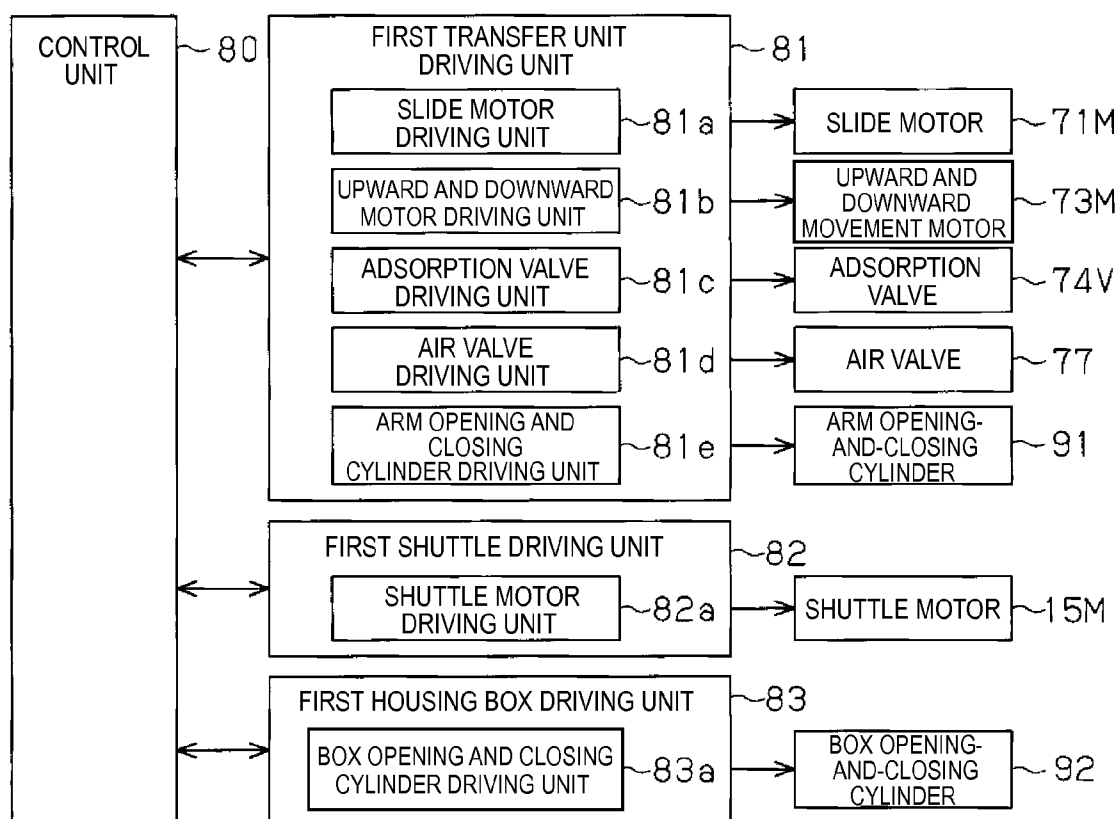 CONTROL
UNIT
80
FIRST TRANSFER UNIT
DRIVING UNIT
81
SLIDE MOTOR
DRIVING UNIT
81a
SLIDE MOTOR
71M
UPWARD AND DOWNWARD
MOTOR DRIVING UNIT
81b
UPWARD AND
DOWNWARD
MOVEMENT MOTOR
73M
ADSORPTION VALVE
DRIVING UNIT
81c
ADSORPTION
VALVE
74V
AIR VALVE
DRIVING UNIT
81d
AIR VALVE
77
ARM OPENING AND
CLOSING
CYLINDER DRIVING UNIT
81e
ARM OPENING-
AND-CLOSING
CYLINDER
91
FIRST SHUTTLE DRIVING UNIT
82
SHUTTLE MOTOR
DRIVING UNIT
82a
SHUTTLE MOTOR
15M
FIRST HOUSING BOX DRIVING UNIT
83
BOX OPENING AND CLOSING
CYLINDER DRIVING UNIT
83a
BOX OPENING-
AND-CLOSING
CYLINDER
92